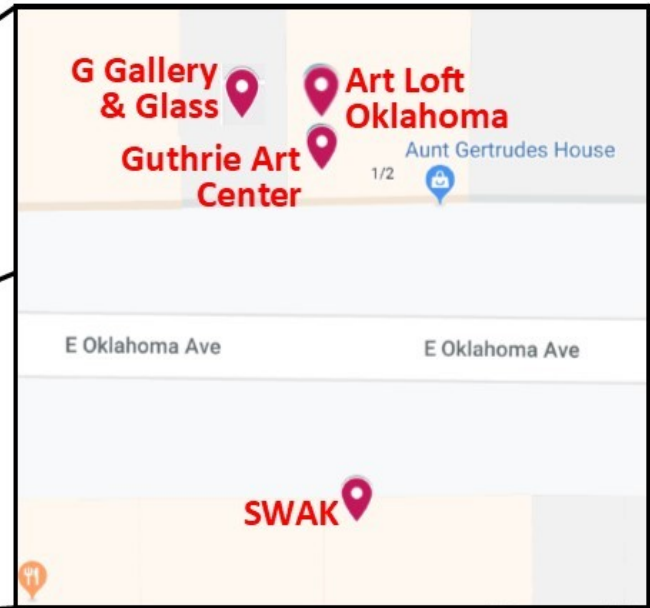 G Gallery
& Glass
Art Loft
Oklahoma
Guthrie Art
Center
Aunt Gertrudes House
1/2
E Oklahoma Ave
E Oklahoma Ave
SWAK